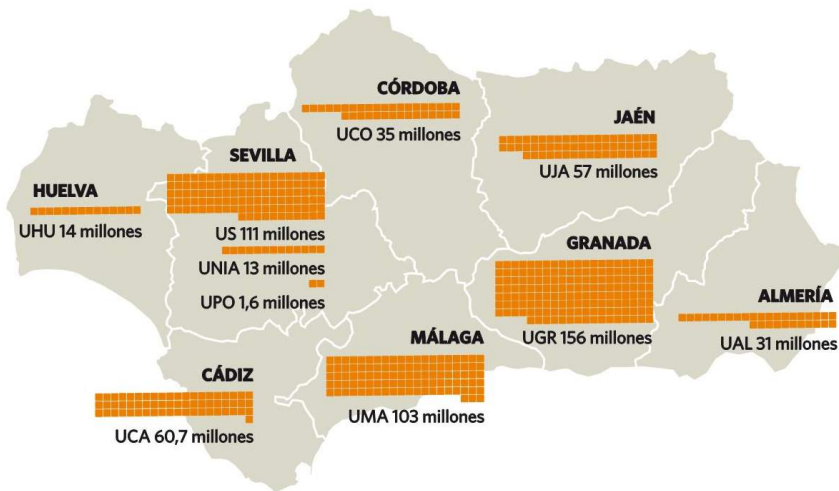 CÓRDOBA
UCO 35 millones
JAÉN
UJA 57 millones
SEVILLA
US 111 millones
UNIA 13 millones
UPO 1,6 millones
HUELVA
UHU 14 millones
GRANADA
UGR 156 millones
ALMERÍA
UAL 31 millones
MÁLAGA
UMA 103 millones
CÁDIZ
UCA 60,7 millones